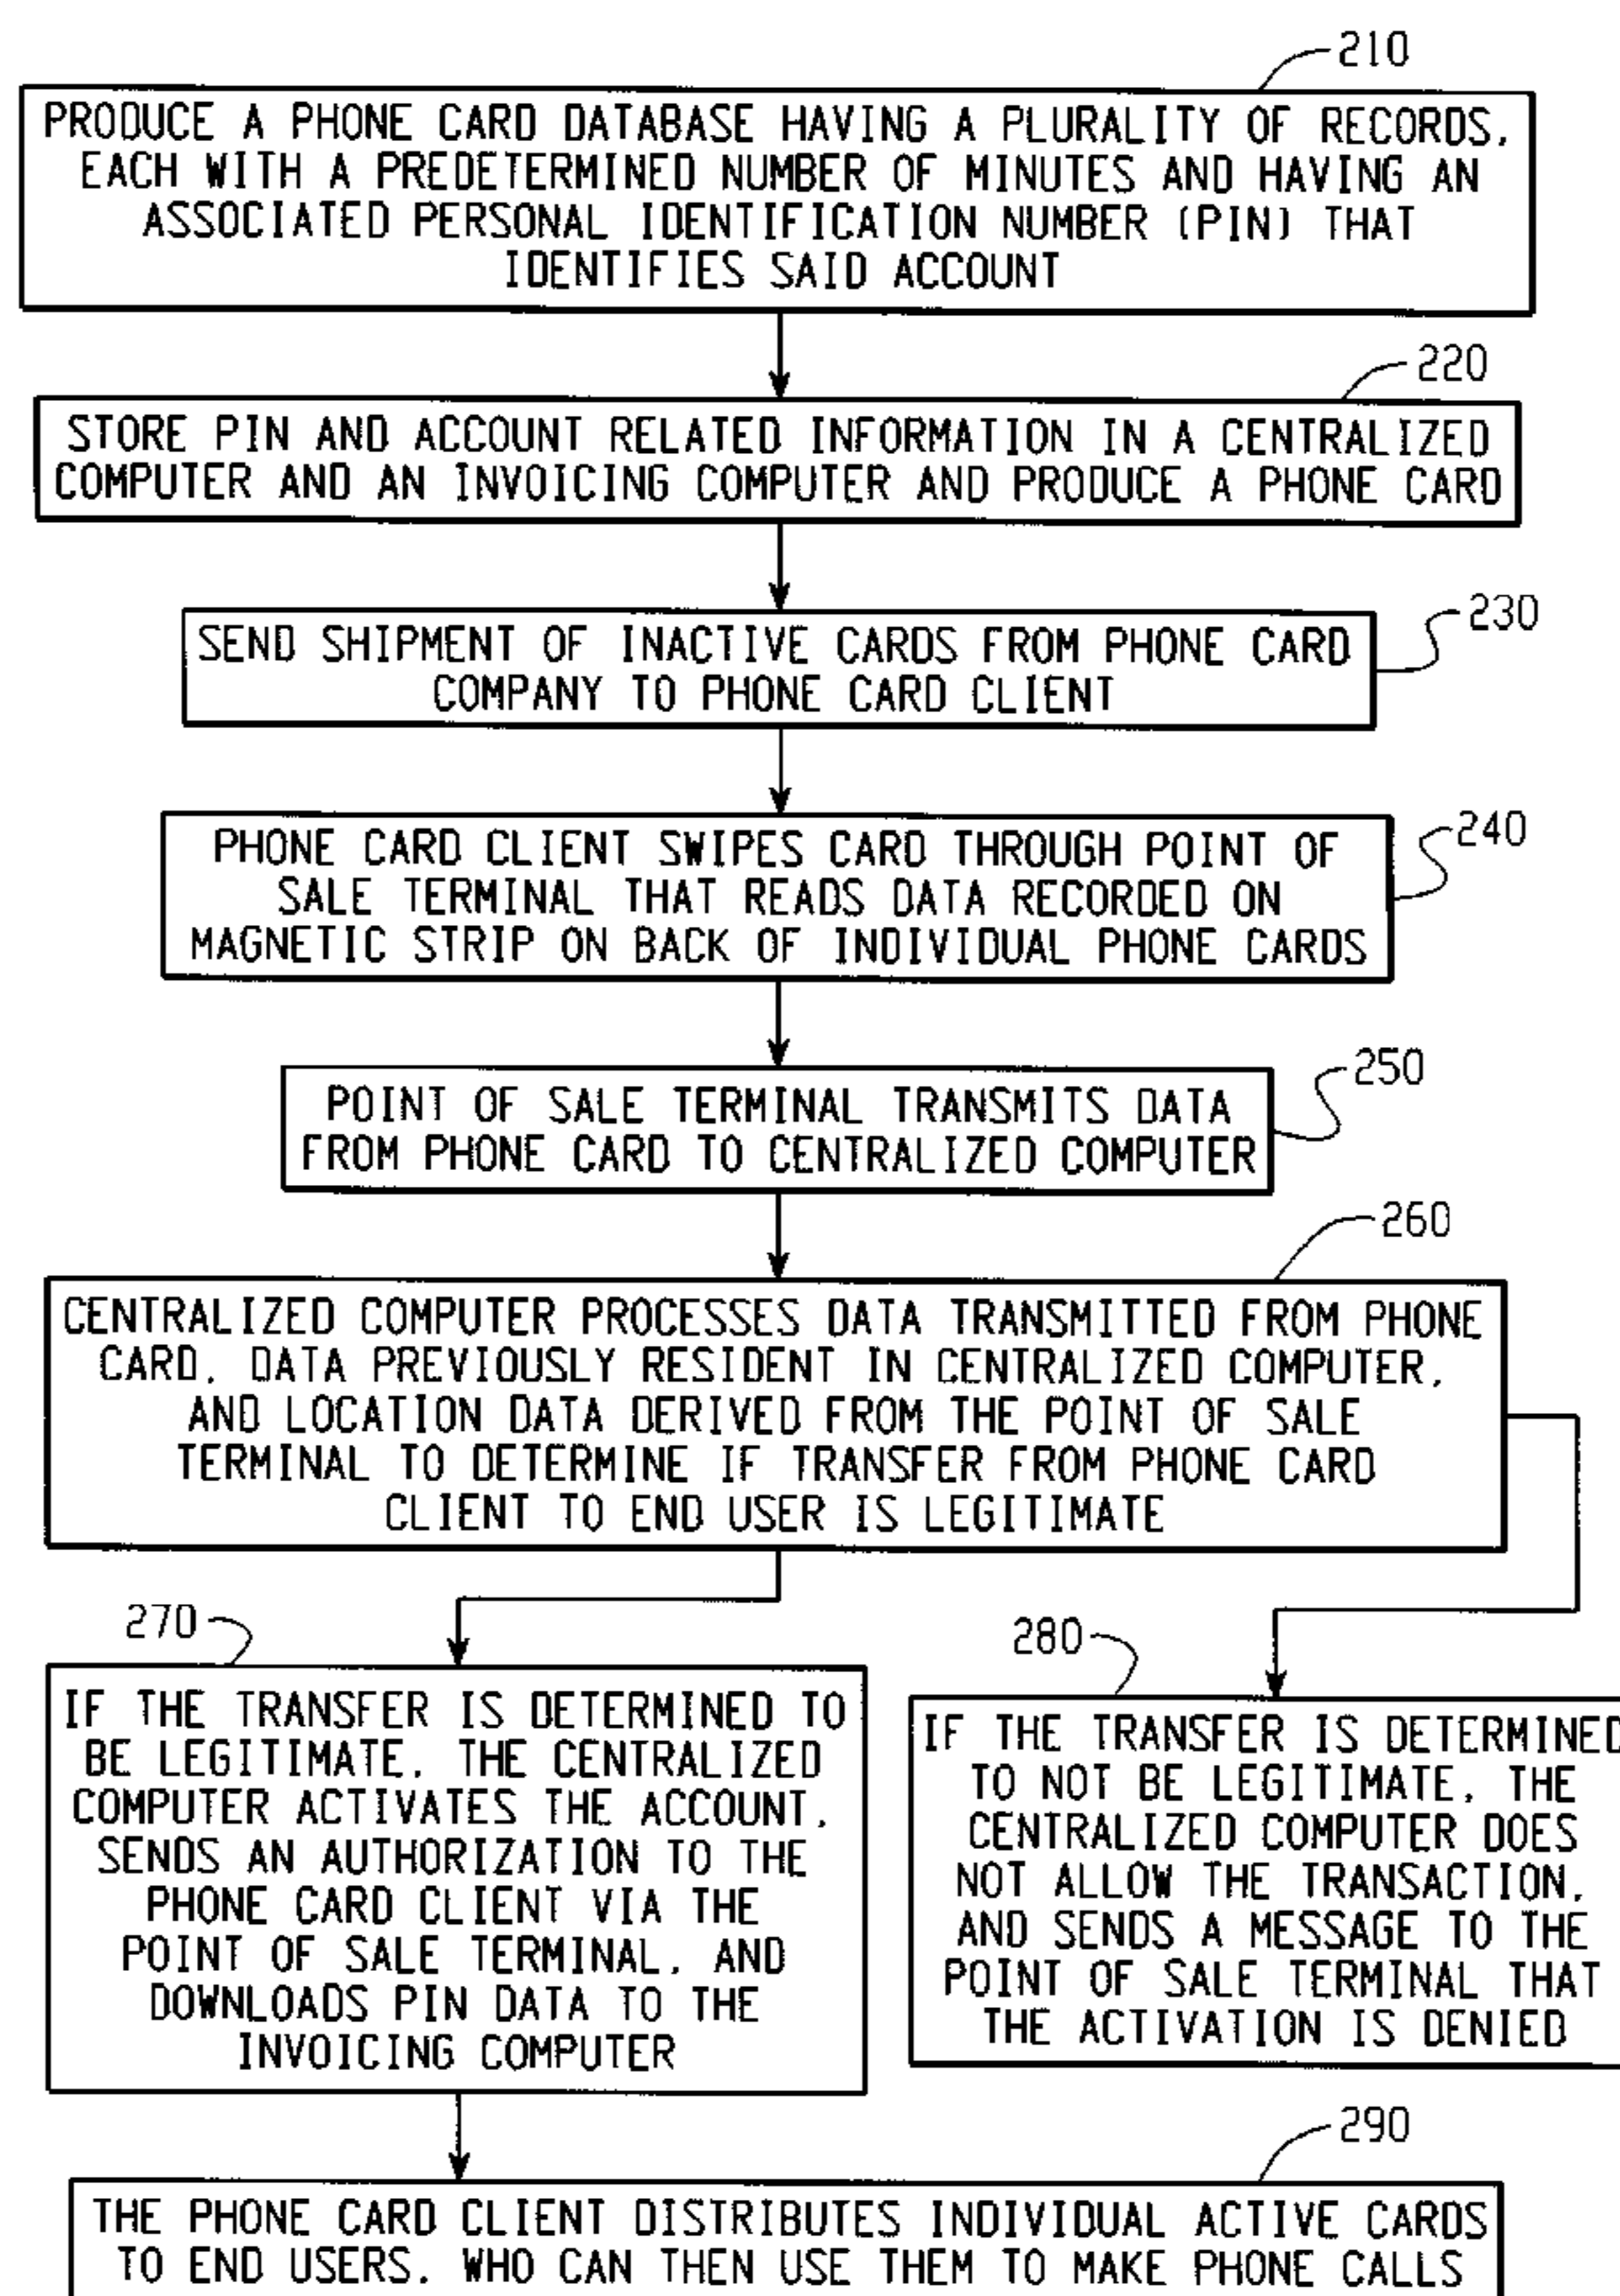 210
PRODUCE A PHONE CARD DATABASE HAVING A PLURALITY OF RECORDS,
EACH WITH A PREDETERMINED NUMBER OF MINUTES AND HAVING AN
ASSOCIATED PERSONAL IDENTIFICATION NUMBER (PIN) THAT
IDENTIFIES SAID ACCOUNT
220
STORE PIN AND ACCOUNT RELATED INFORMATION IN A CENTRALIZED
COMPUTER AND AN INVOICING COMPUTER AND PRODUCE A PHONE CARD
230
SEND SHIPMENT OF INACTIVE CARDS FROM PHONE CARD
COMPANY TO PHONE CARD CLIENT
240
PHONE CARD CLIENT SWIPES CARD THROUGH POINT OF
SALE TERMINAL THAT READS DATA RECORDED ON
MAGNETIC STRIP ON BACK OF INDIVIDUAL PHONE CARDS
250
POINT OF SALE TERMINAL TRANSMITS DATA
FROM PHONE CARD TO CENTRALIZED COMPUTER
260
CENTRALIZED COMPUTER PROCESSES DATA TRANSMITTED FROM PHONE
CARD, DATA PREVIOUSLY RESIDENT IN CENTRALIZED COMPUTER,
AND LOCATION DATA DERIVED FROM THE POINT OF SALE
TERMINAL TO DETERMINE IF TRANSFER FROM PHONE CARD
CLIENT TO END USER IS LEGITIMATE
270
IF THE TRANSFER IS DETERMINED TO
BE LEGITIMATE, THE CENTRALIZED
COMPUTER ACTIVATES THE ACCOUNT,
SENDS AN AUTHORIZATION TO THE
PHONE CARD CLIENT VIA THE
POINT OF SALE TERMINAL, AND
DOWNLOADS PIN DATA TO THE
INVOICING COMPUTER
280
IF THE TRANSFER IS DETERMINED
TO NOT BE LEGITIMATE, THE
CENTRALIZED COMPUTER DOES
NOT ALLOW THE TRANSACTION,
AND SENDS A MESSAGE TO THE
POINT OF SALE TERMINAL THAT
THE ACTIVATION IS DENIED
290
THE PHONE CARD CLIENT DISTRIBUTES INDIVIDUAL ACTIVE CARDS
TO END USERS, WHO CAN THEN USE THEM TO MAKE PHONE CALLS